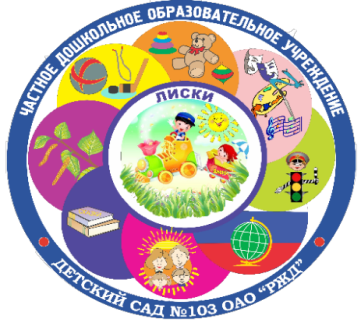 ЧАСТНОЕ ДОШКОЛЬНОЕ ОБРАЗОВАТЕЛЬНОЕ УЧРЕЖДЕНИЕ
ЛИСКИ
ДЕТСКИЙ САД №103 ОАО "РЖД"